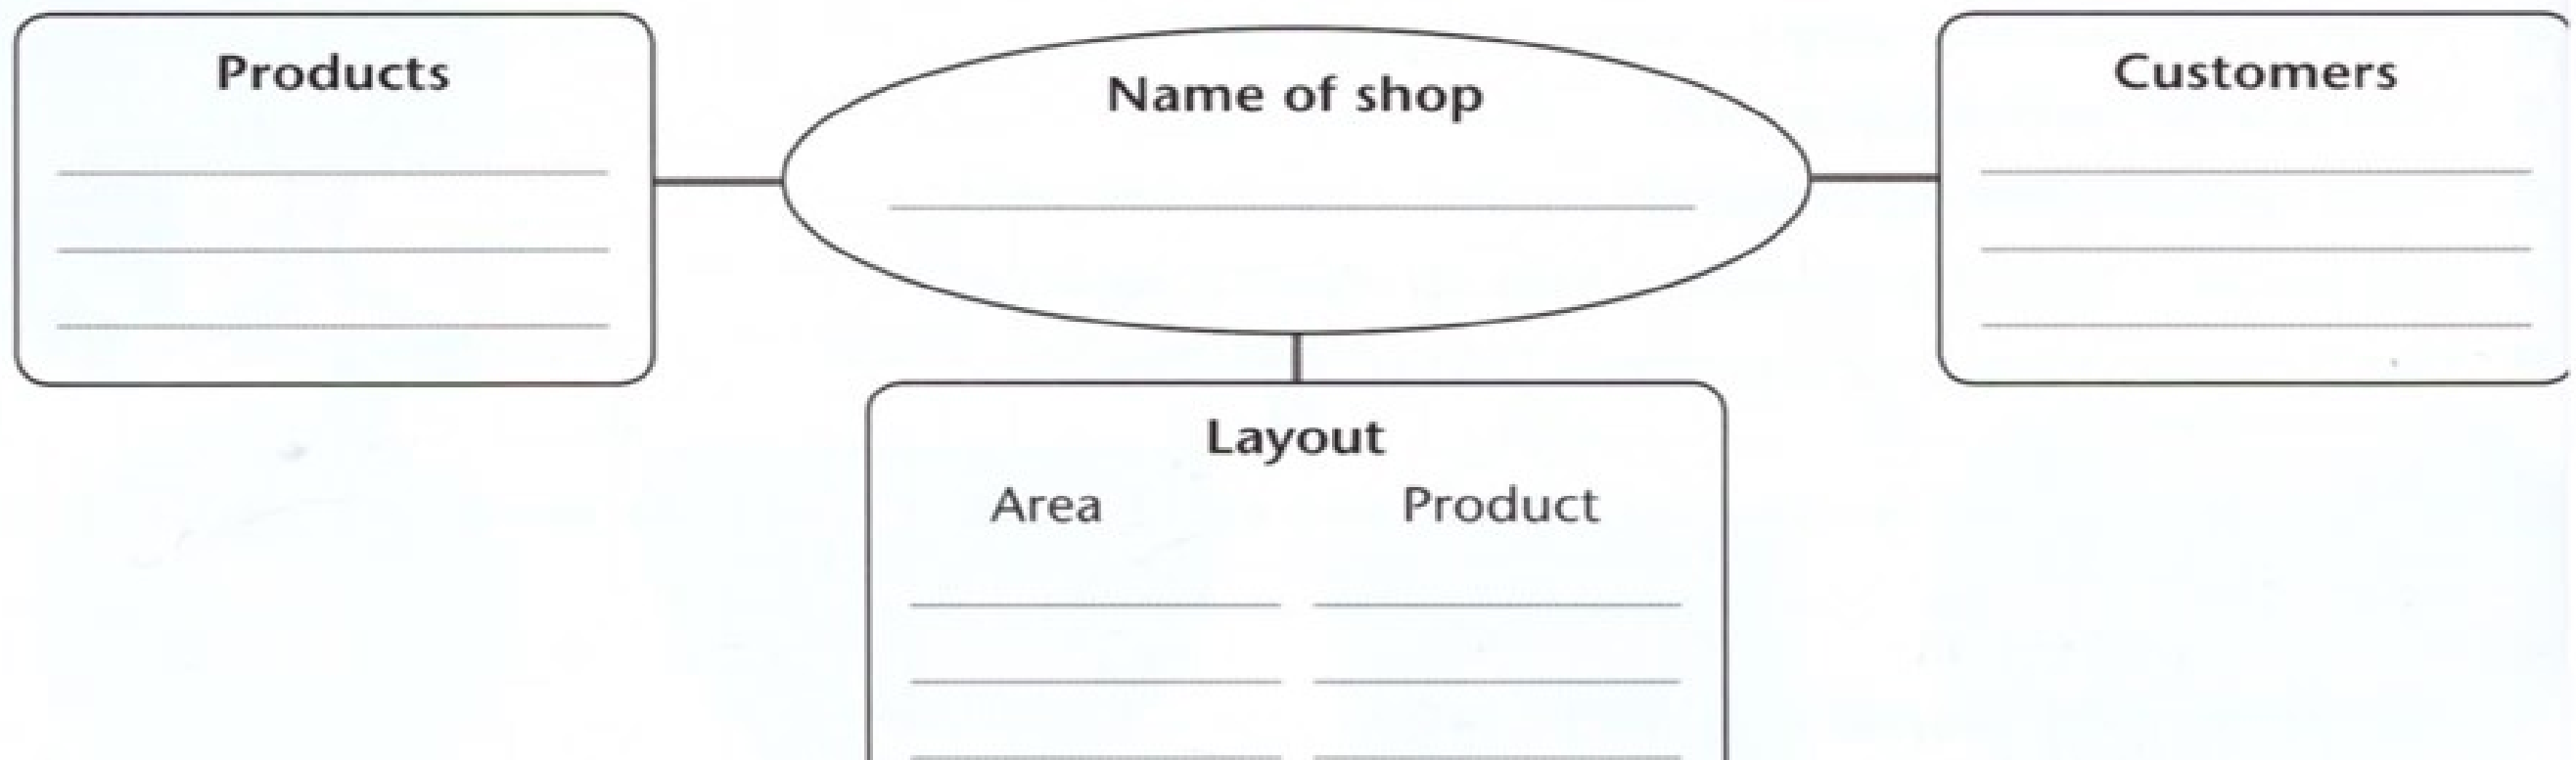 Products
Name of shop
Customers
Layout
Area Product